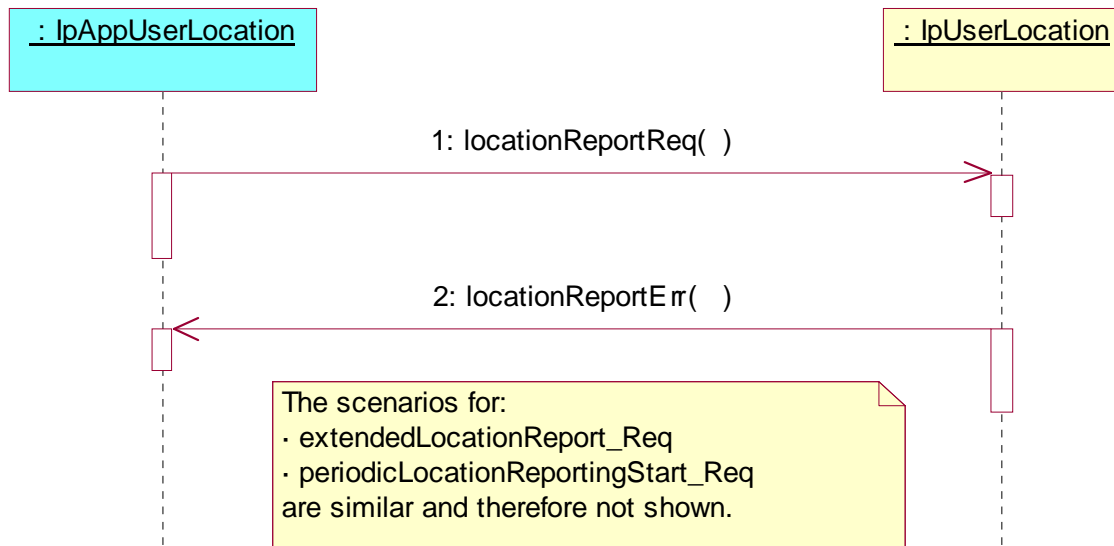 : IpAppUserLocation
: IpUserLocation
1: locationReportReq( )
2: locationReportErr( )
The scenarios for:
· extendedLocationReport_Req
· periodicLocationReportingStart_Req
are similar and therefore not shown.